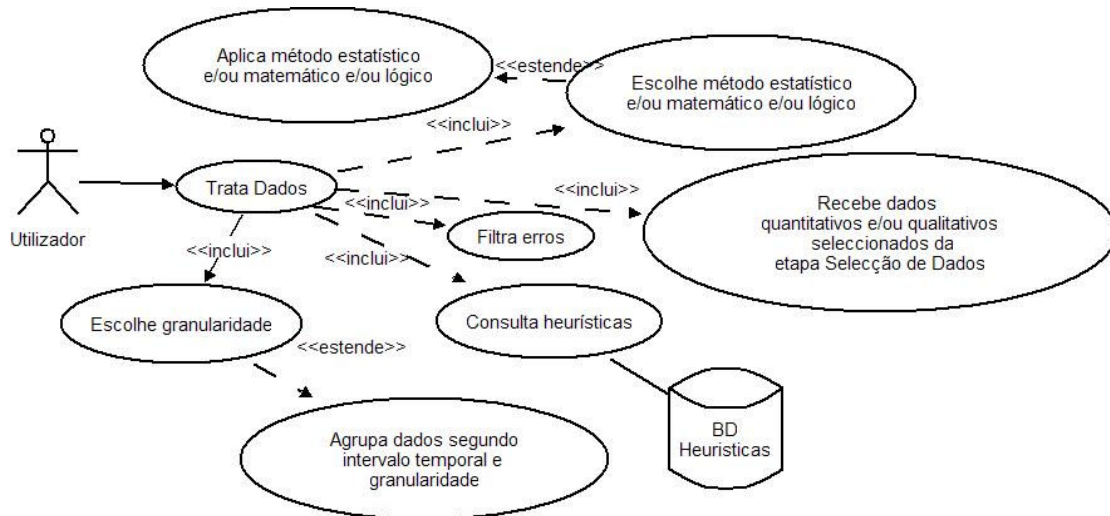 Aplica método estatístico
e/ou matemático e/ou lógico
<<estende>>
Escolhe método estatístico
e/ou matemático e/ou lógico
<<inclui>>
Trata Dados
<<inclui>>
<<inclui>>
Recebe dados
quantitativos e/ou qualitativos
seleccionados da
etapa Selecção de Dados
Utilizador
Filtra erros
<<inclui>>
<<inclui>>
Escolhe granularidade
Consulta heurísticas
<<estende>>
BD
Heuristicas
Agrupa dados segundo
intervalo temporal e
granularidade